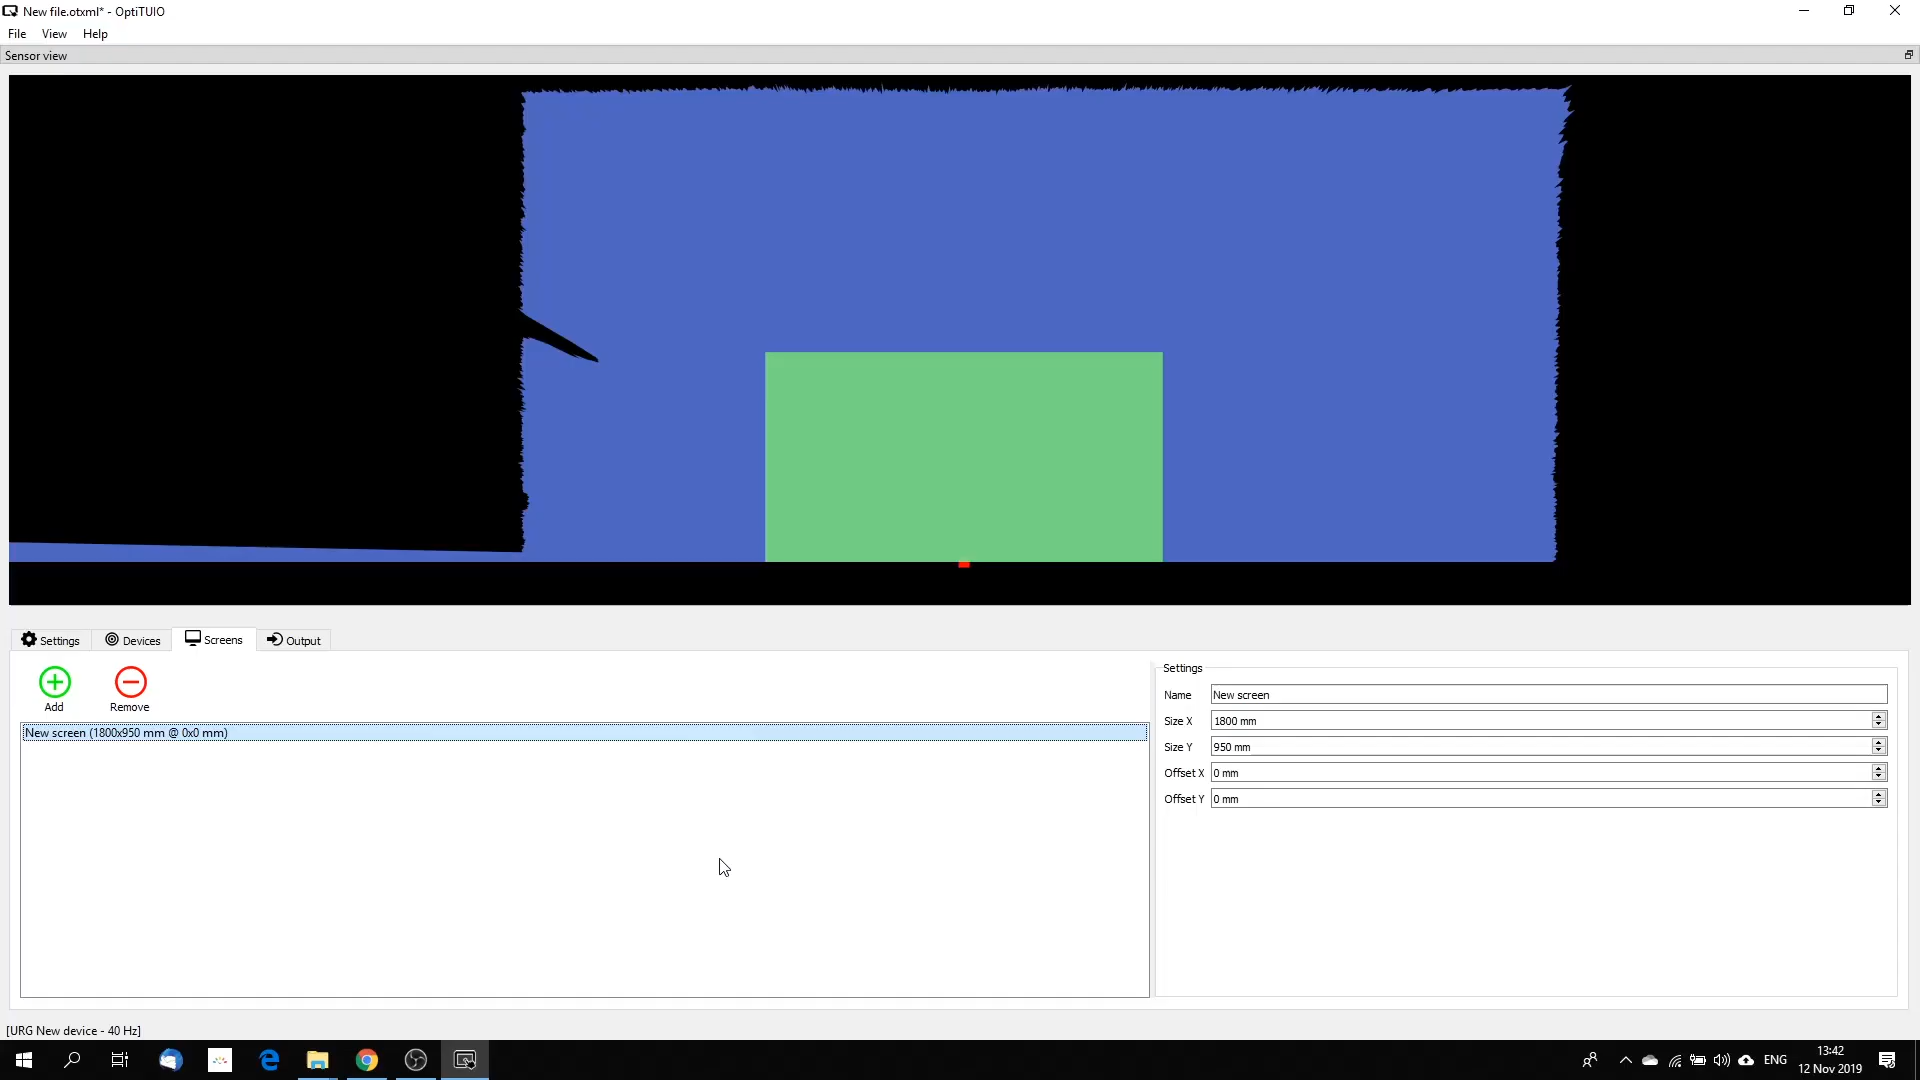 New file.otxml* - OptiTUIO
File View Help
Sensor view
Settings Devices Screens Output
Add Remove
New screen (1800x950 mm @ 0x0 mm)
Settings
Name New screen
Size X 1800 mm
Size Y 950 mm
Offset X 0 mm
Offset Y 0 mm
[URG New device - 40 Hz]
ENG
13:42
12 Nov 2019